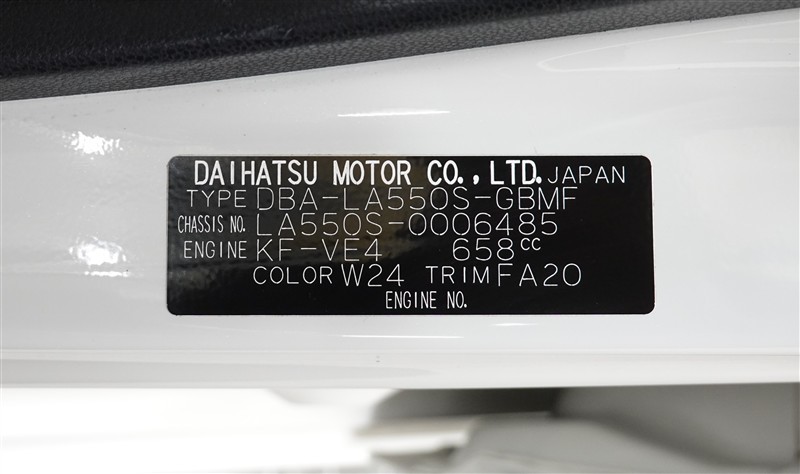 DAIHATSU MOTOR CO., LTD. JAPAN
TYPE DBA-LA550S-GBMF
CHASSIS NO. LA550S-0006485
ENGINE KF-VE4 658cc
COLOR W24 TRIM FA20
ENGINE NO.